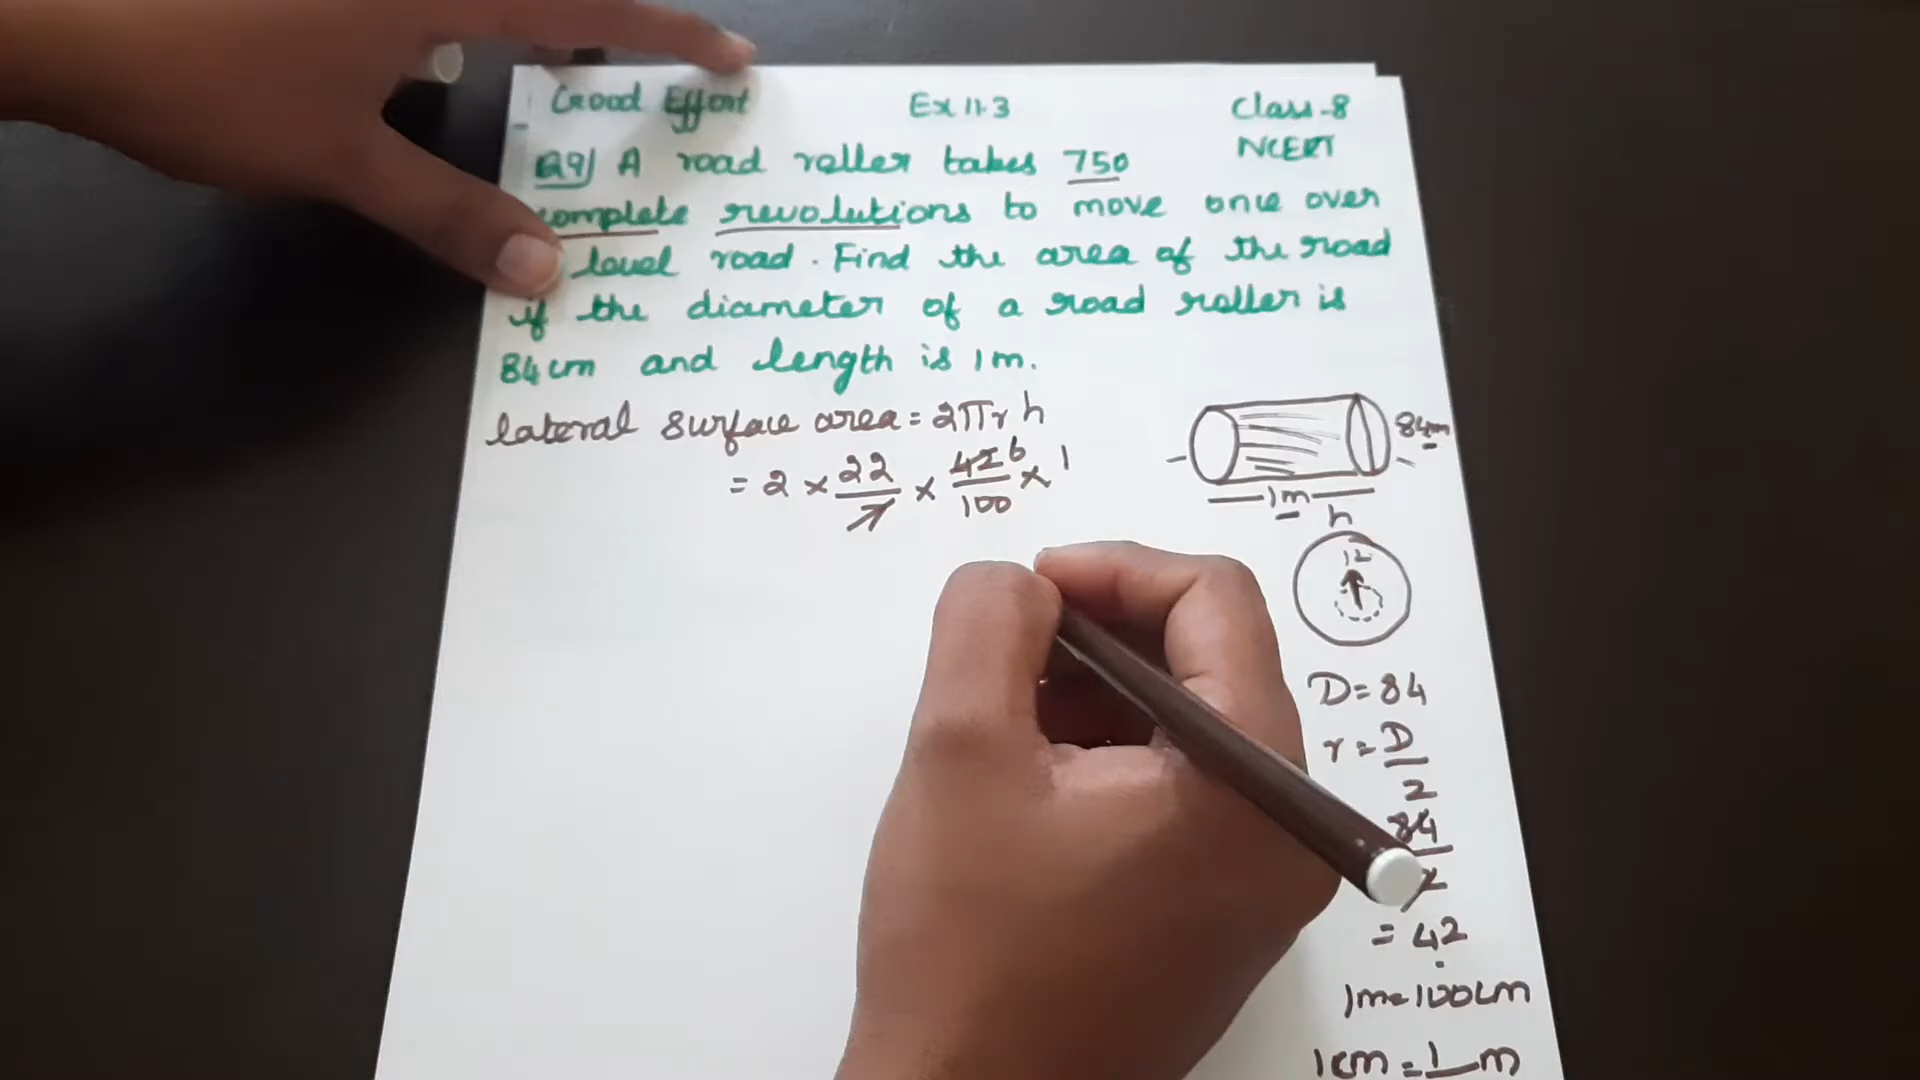 Good Effort Ex 11.3 Class-8
NCERT
Q9) A road roller takes 750
complete revolutions to move once over
level road. Find the area of the road
if the diameter of a road roller is
84cm and length is 1m.
lateral surface area = 2πrh
= 2 × 22/7 × 42/100 × 1
6
84cm
1m
h
12
D=84
r = D/2
84/2
= 42
1m=100cm
1cm = 1 m